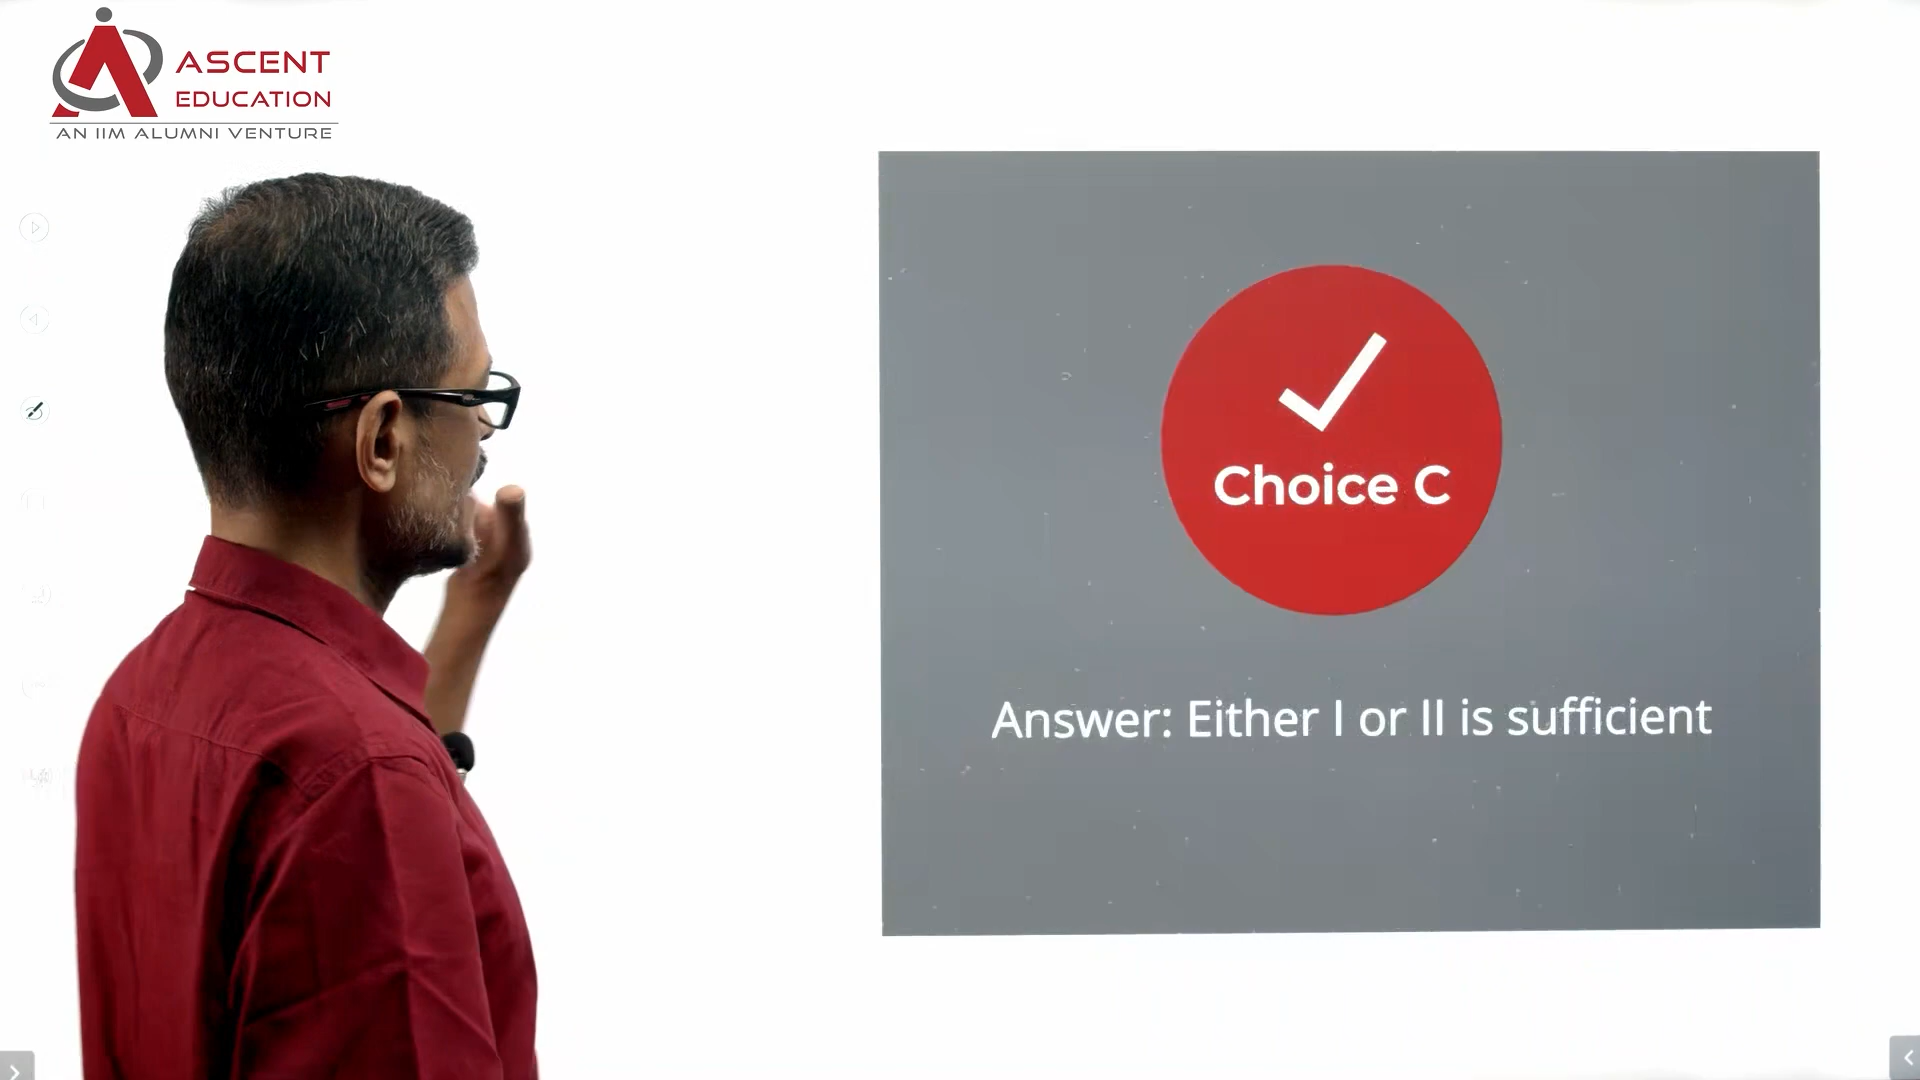 ASCENT
EDUCATION
AN IIM ALUMNI VENTURE
Choice C
Answer: Either I or II is sufficient